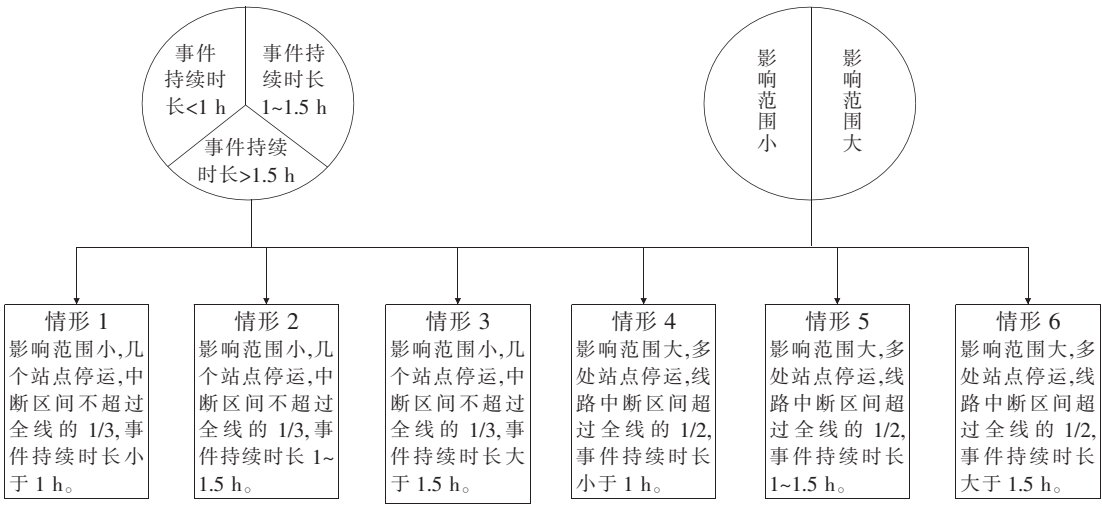 事件
持续时
长<1 h
事件持
续时长
1~1.5 h
事件持续
时长>1.5 h
影响范围小
影响范围大
情形 1
影响范围小,几
个站点停运,中
断区间不超过
全线的 1/3,事
件持续时长小
于 1 h。
情形 2
影响范围小,几
个站点停运,中
断区间不超过
全线的 1/3,事
件持续时长 1~
1.5 h。
情形 3
影响范围小,几
个站点停运,中
断区间不超过
全线的 1/3,事
件持续时长大
于 1.5 h。
情形 4
影响范围大,多
处站点停运,线
路中断区间超
过全线的 1/2,
事件持续时长
小于 1 h。
情形 5
影响范围大,多
处站点停运,线
路中断区间超
过全线的 1/2,
事件持续时长
1~1.5 h。
情形 6
影响范围大,多
处站点停运,线
路中断区间超
过全线的 1/2,
事件持续时长
大于 1.5 h。